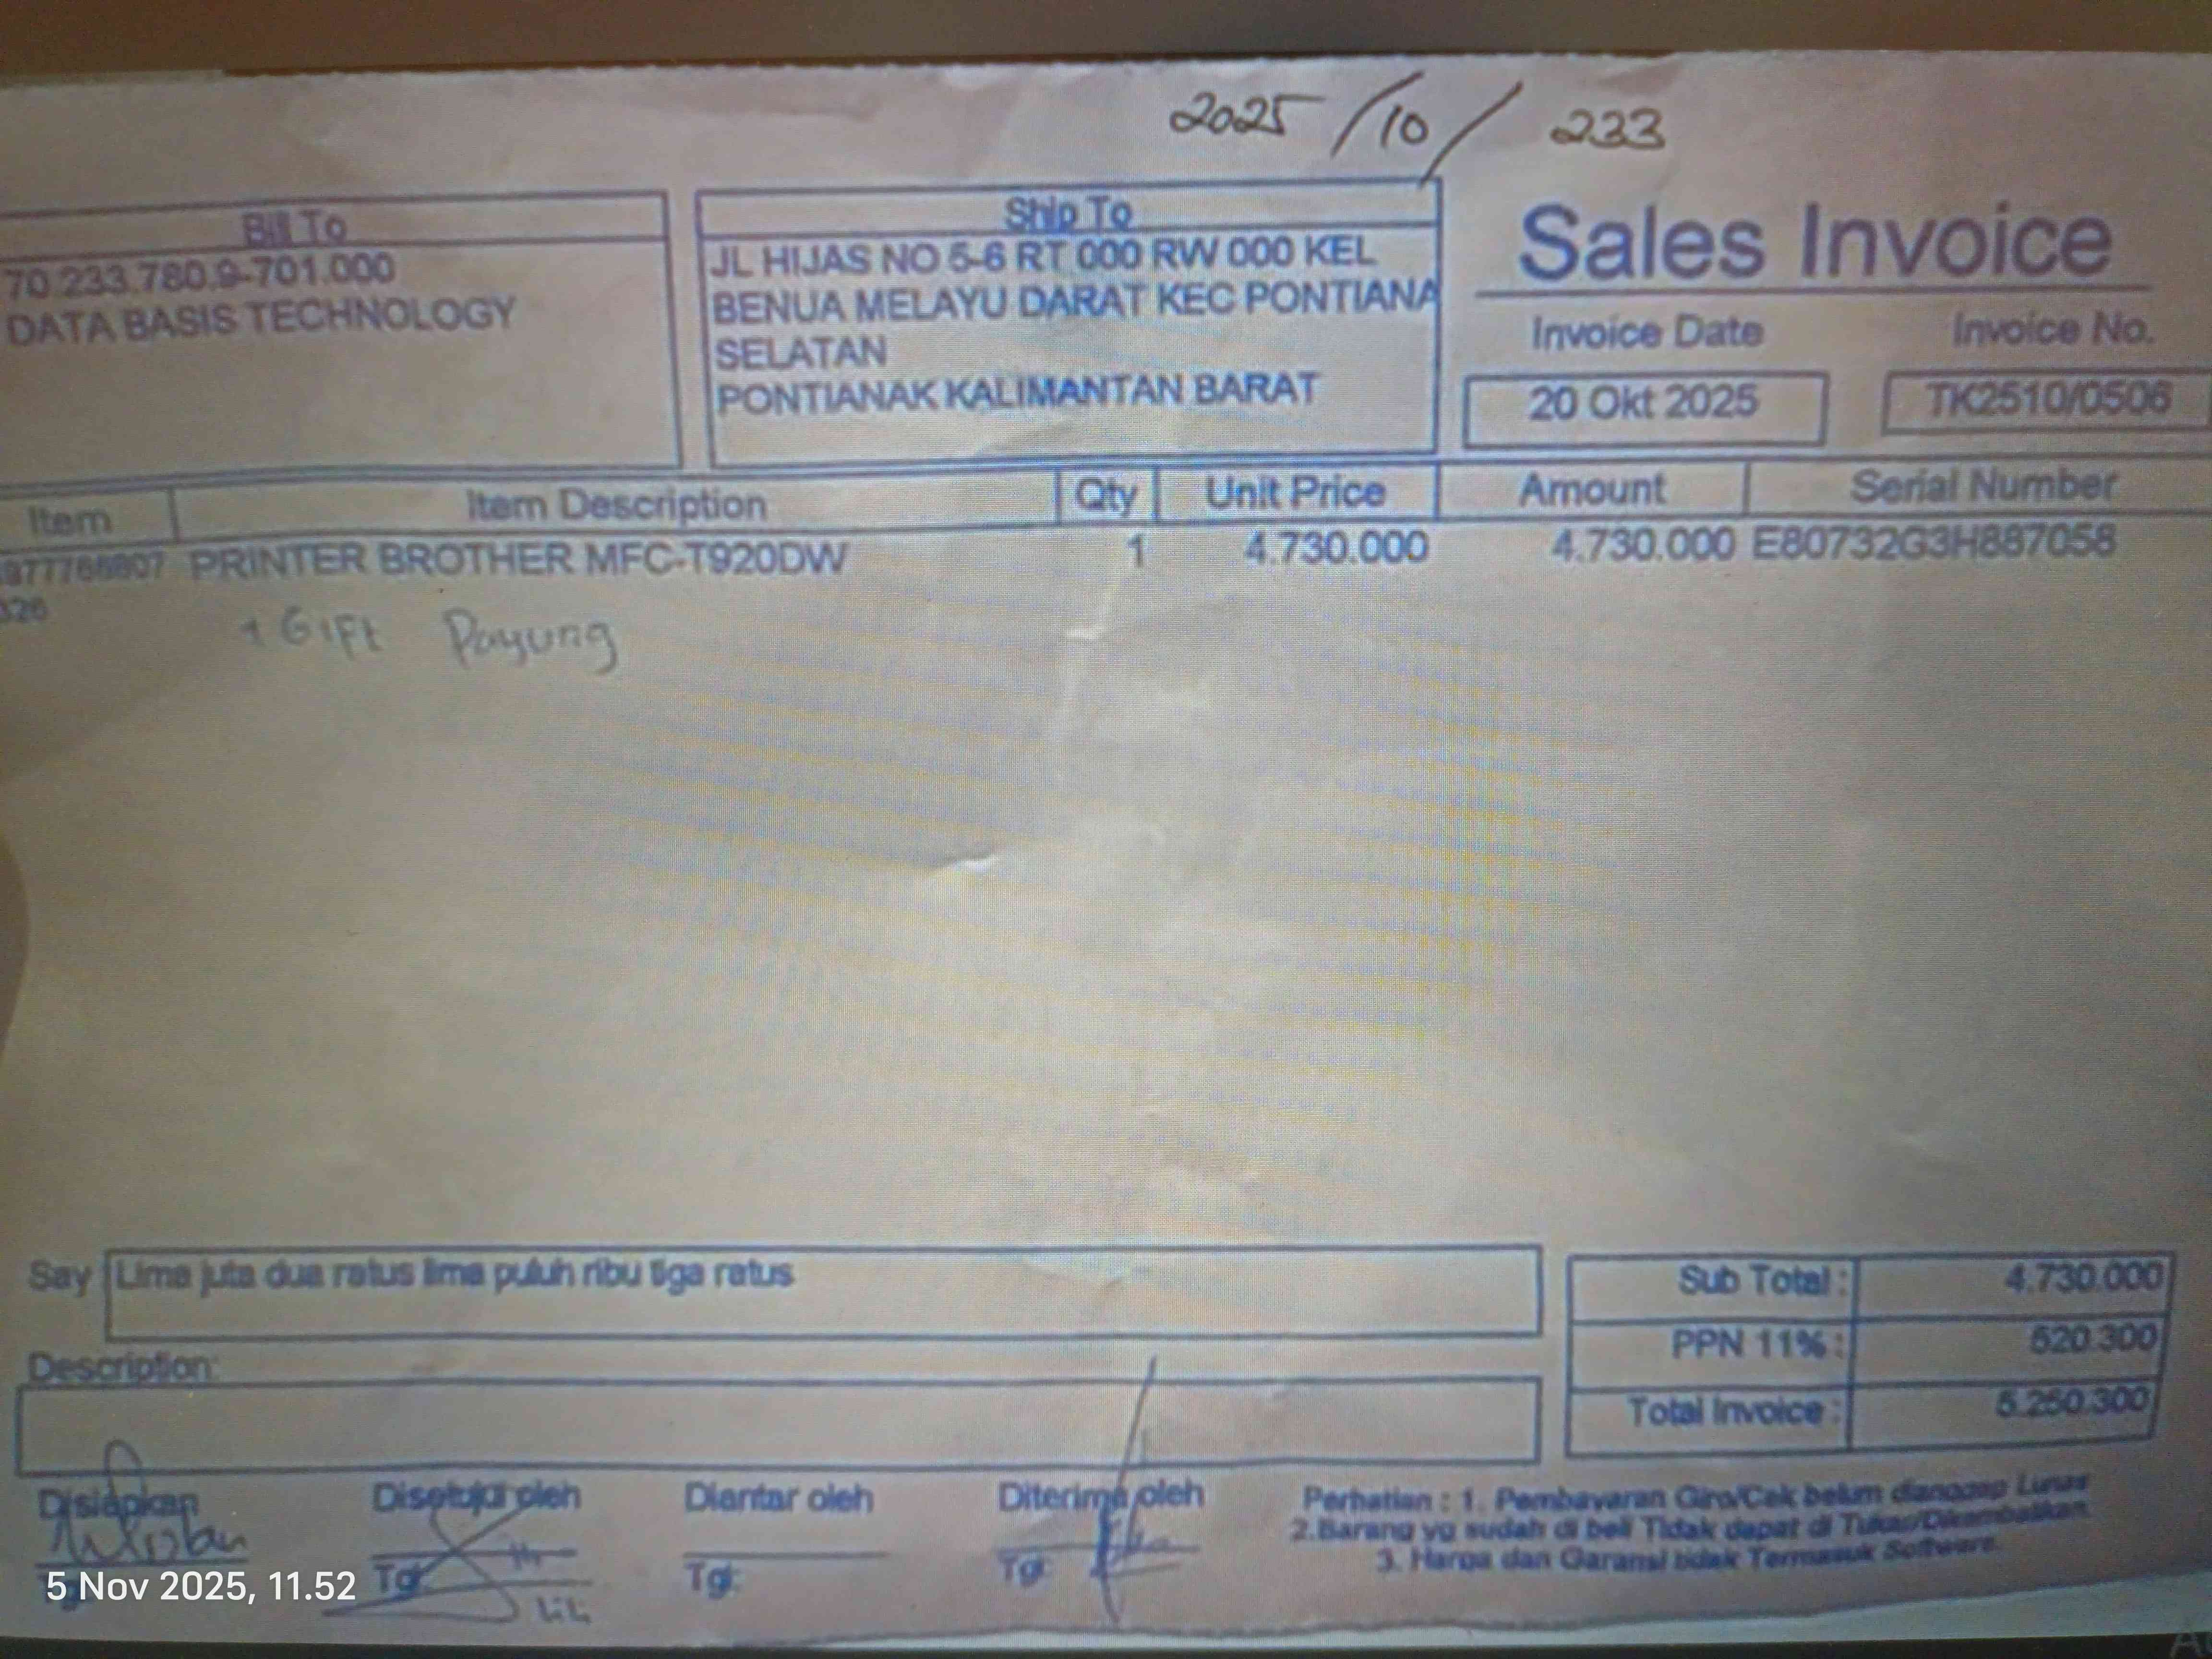 2025 / 10 / 233
Bill To
70.233.780.9-701.000
DATA BASIS TECHNOLOGY
Ship To
JL HIJAS NO 5-6 RT 000 RW 000 KEL
BENUA MELAYU DARAT KEC PONTIANA
SELATAN
PONTIANAK KALIMANTAN BARAT
Sales Invoice
Invoice Date Invoice No.
20 Okt 2025 TK2510/0506
Item Item Description Qty Unit Price Amount Serial Number
PRINTER BROTHER MFC-T920DW 1 4.730.000 4.730.000 E80732G3H887058
1 Gift Payung
Say Lima juta dua ratus lima puluh ribu tiga ratus
Sub Total : 4.730.000
PPN 11% : 520.300
Total Invoice : 5.250.300
Description:
Disiapkan Disetujui oleh Diantar oleh Diterima oleh
Tgl: Tgl: Tgl:
Lili
Perhatian : 1. Pembayaran Giro/Cek belum dianggap Lunas
2.Barang yg sudah di beli Tidak dapat di Tukar/Dikembalikan.
3. Harga dan Garansi tidak Termasuk Software.
5 Nov 2025, 11.52